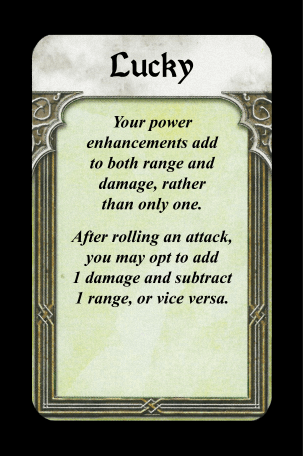 Lucky
Your power
enhancements add
to both range and
damage, rather
than only one.
After rolling an attack,
you may opt to add
1 damage and subtract
1 range, or vice versa.